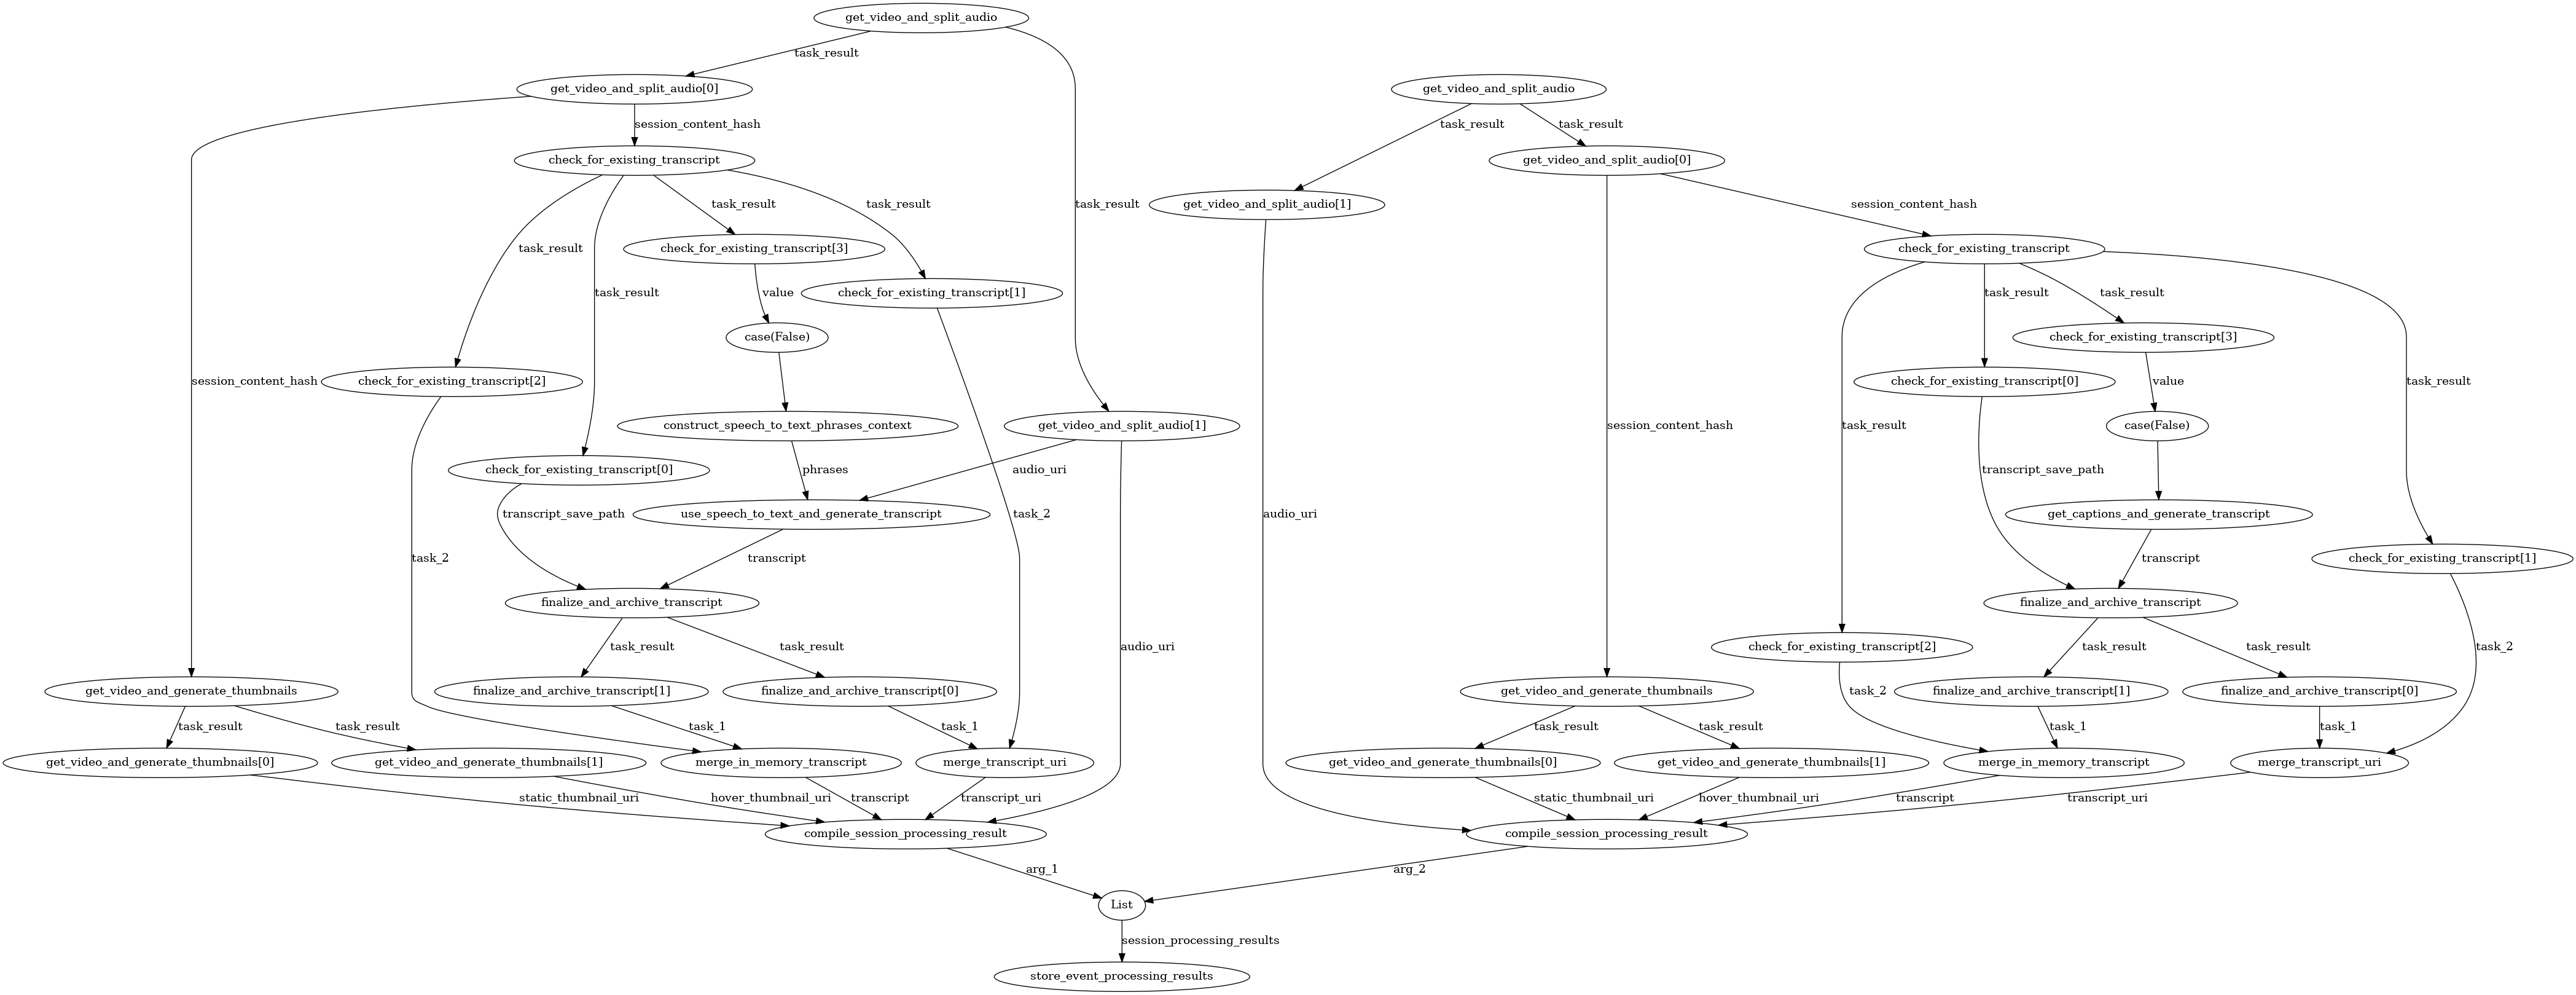 get_video_and_split_audio
task_result
get_video_and_split_audio[0]
get_video_and_split_audio
session_content_hash
task_result
task_result
check_for_existing_transcript
get_video_and_split_audio[0]
task_result
task_result
task_result
get_video_and_split_audio[1]
session_content_hash
task_result
check_for_existing_transcript[3]
check_for_existing_transcript
task_result
value
check_for_existing_transcript[1]
task_result
task_result
case(False)
check_for_existing_transcript[3]
session_content_hash
check_for_existing_transcript[2]
check_for_existing_transcript[0]
value
task_result
construct_speech_to_text_phrases_context
get_video_and_split_audio[1]
session_content_hash
task_result
case(False)
check_for_existing_transcript[0]
phrases
audio_uri
transcript_save_path
transcript_save_path
use_speech_to_text_and_generate_transcript
task_2
audio_uri
get_captions_and_generate_transcript
task_2
transcript
transcript
check_for_existing_transcript[1]
finalize_and_archive_transcript
finalize_and_archive_transcript
task_result
task_result
audio_uri
check_for_existing_transcript[2]
task_result
task_result
task_2
get_video_and_generate_thumbnails
finalize_and_archive_transcript[1]
finalize_and_archive_transcript[0]
get_video_and_generate_thumbnails
task_2
finalize_and_archive_transcript[1]
finalize_and_archive_transcript[0]
task_result
task_result
task_1
task_1
task_result
task_result
task_1
task_1
get_video_and_generate_thumbnails[0]
get_video_and_generate_thumbnails[1]
merge_in_memory_transcript
merge_transcript_uri
get_video_and_generate_thumbnails[0]
get_video_and_generate_thumbnails[1]
merge_in_memory_transcript
merge_transcript_uri
static_thumbnail_uri
hover_thumbnail_uri
transcript
transcript_uri
static_thumbnail_uri
hover_thumbnail_uri
transcript
transcript_uri
compile_session_processing_result
compile_session_processing_result
arg_1
arg_2
List
session_processing_results
store_event_processing_results